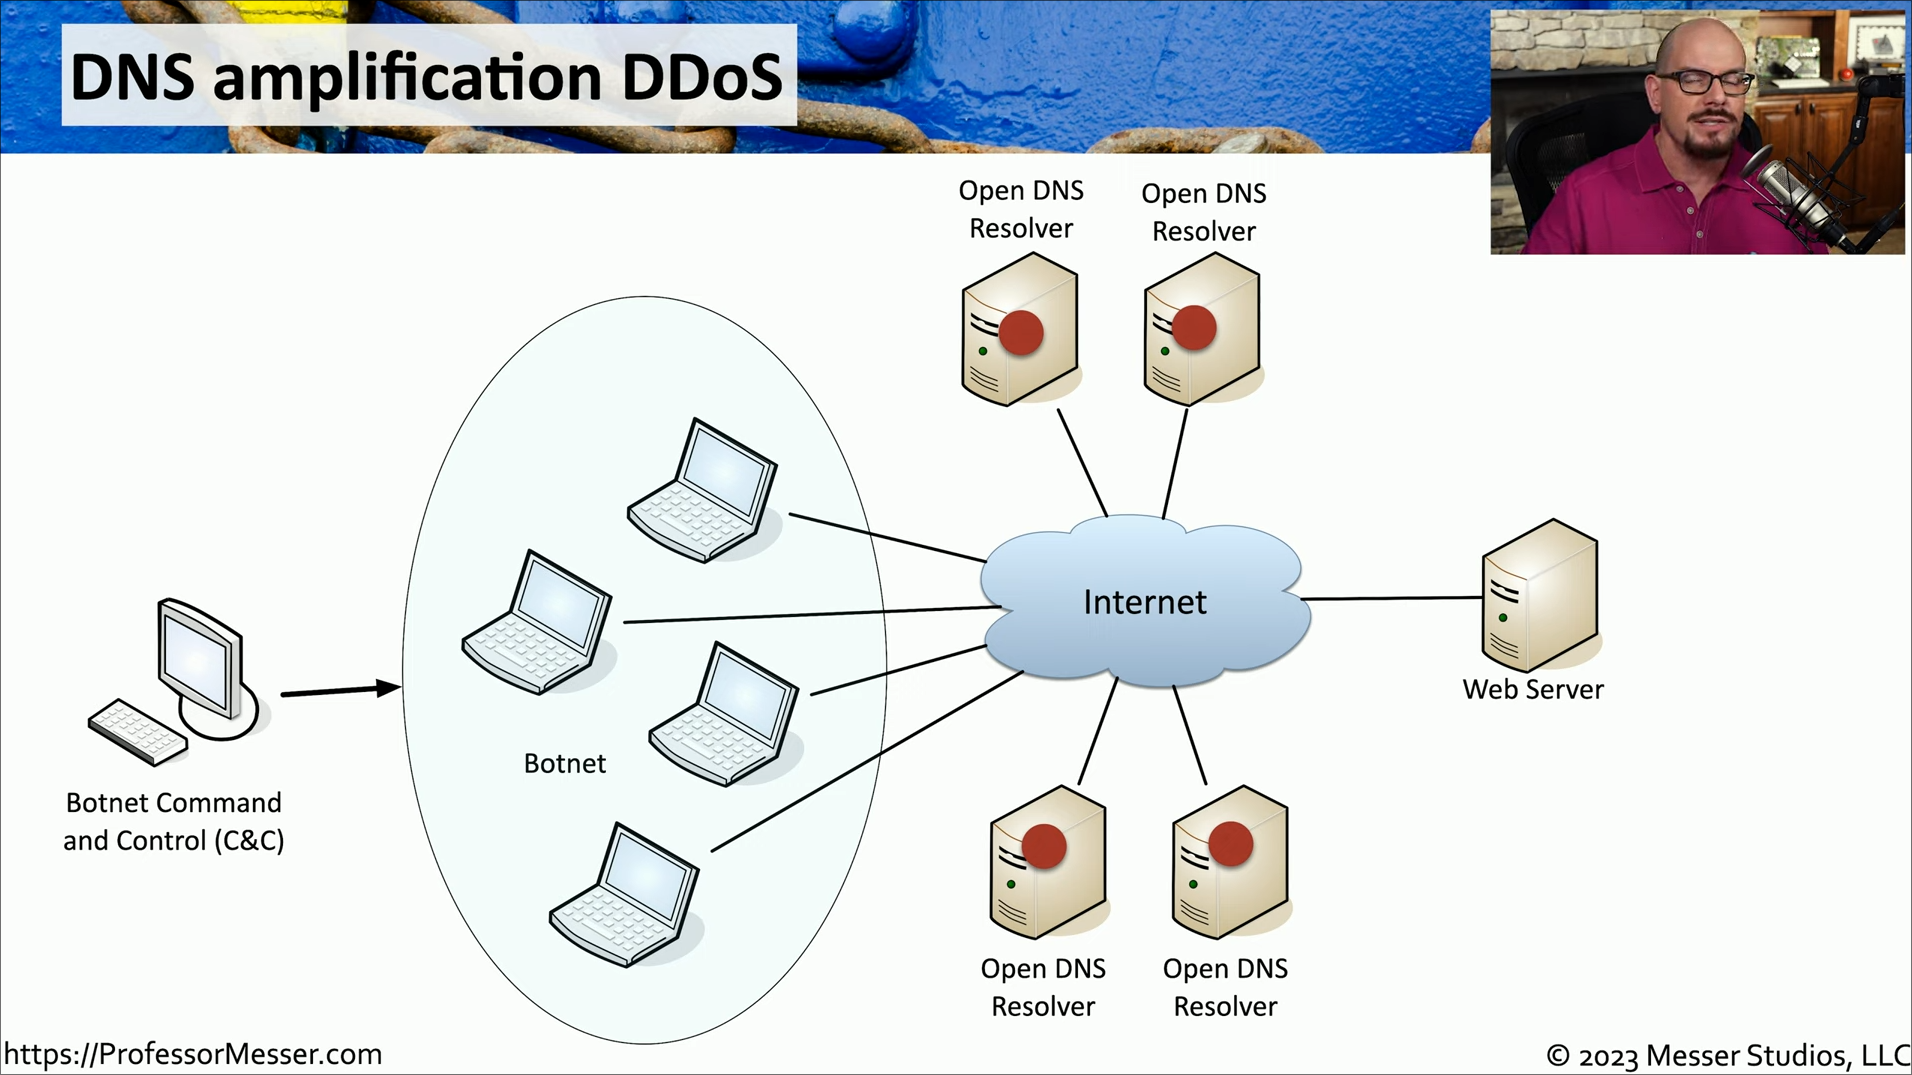 DNS amplification DDoS
Open DNS
Resolver
Open DNS
Resolver
Internet
Web Server
Botnet
Botnet Command
and Control (C&C)
Open DNS
Resolver
Open DNS
Resolver
https://ProfessorMesser.com
© 2023 Messer Studios, LLC